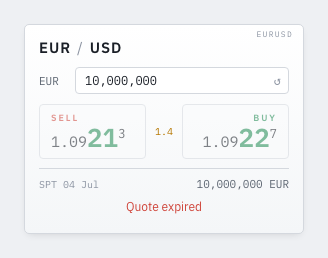 EURUSD
EUR / USD
EUR 10,000,000 ↺
SELL BUY
1.09213 1.4 1.09227
SPT 04 Jul 10,000,000 EUR
Quote expired